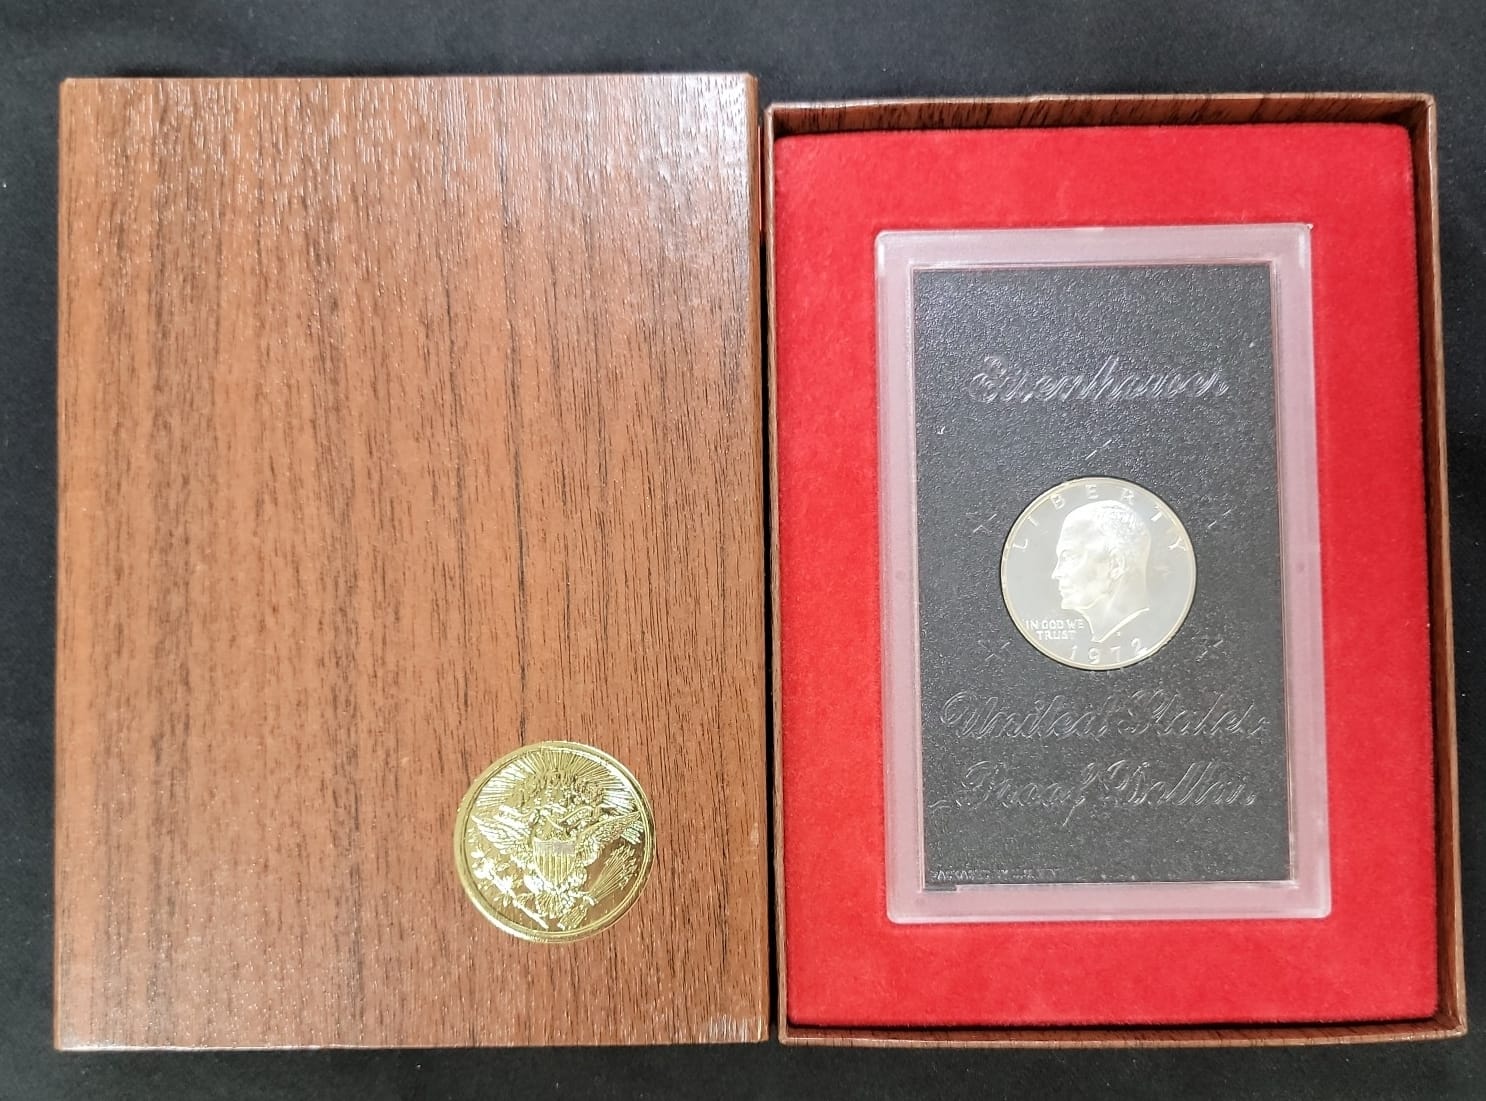 Eisenhower
LIBERTY
IN GOD WE
TRUST
S
1972
United States
Proof Dollar